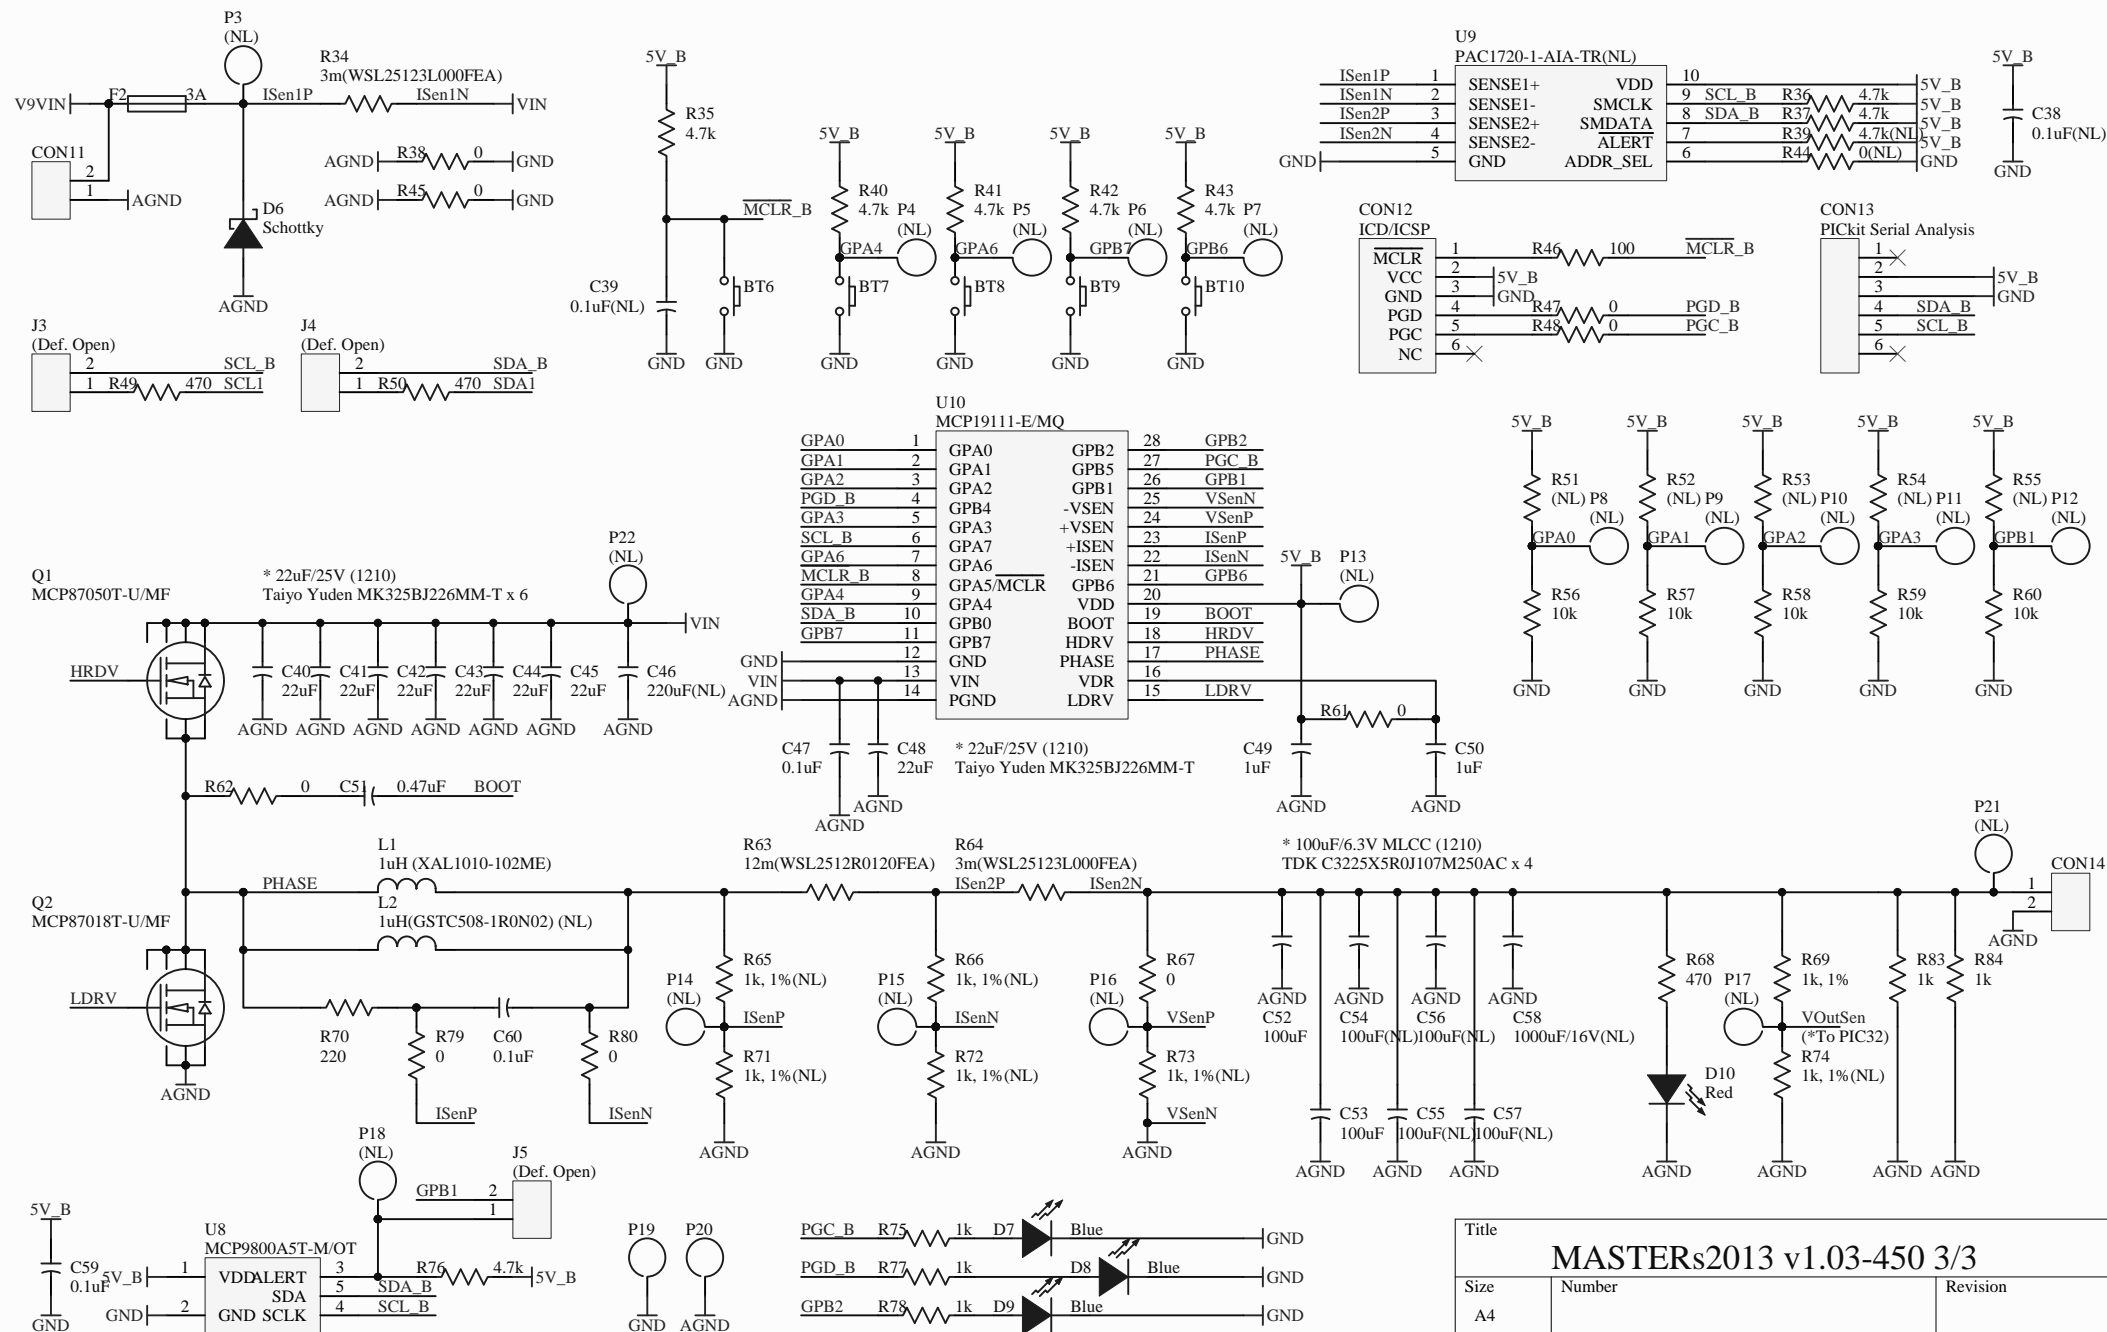 P3
(NL)
R34
3m(WSL25123L000FEA)
V9VIN
F2
3A
ISen1P
ISen1N
VIN
CON11
2
1
AGND
AGND
R38
0
GND
AGND
R45
0
GND
D6
Schottky
AGND
J3
(Def. Open)
2
SCL_B
1
R49
470
SCL1
J4
(Def. Open)
2
SDA_B
1
R50
470
SDA1
5V_B
R35
4.7k
MCLR_B
C39
0.1uF(NL)
BT6
GND
GND
5V_B
R40
4.7k
P4
(NL)
GPA4
BT7
GND
5V_B
R41
4.7k
P5
(NL)
GPA6
BT8
GND
5V_B
R42
4.7k
P6
(NL)
GPB7
BT9
GND
5V_B
R43
4.7k
P7
(NL)
GPB6
BT10
GND
U9
PAC1720-1-AIA-TR(NL)
ISen1P 1 SENSE1+ VDD 10 5V_B
ISen1N 2 SENSE1- SMCLK 9 SCL_B R36 4.7k 5V_B
ISen2P 3 SENSE2+ SMDATA 8 SDA_B R37 4.7k 5V_B
ISen2N 4 SENSE2- ALERT 7 R39 4.7k(NL) 5V_B
GND 5 GND ADDR_SEL 6 R44 0(NL) GND
5V_B
C38
0.1uF(NL)
GND
CON12
ICD/ICSP
MCLR 1 R46 100 MCLR_B
VCC 2 5V_B
GND 3 GND
PGD 4 R47 0 PGD_B
PGC 5 R48 0 PGC_B
NC 6
CON13
PICkit Serial Analysis
1
2 5V_B
3 GND
4 SDA_B
5 SCL_B
6
U10
MCP19111-E/MQ
GPA0 1 GPA0 GPB2 28 GPB2
GPA1 2 GPA1 GPB5 27 PGC_B
GPA2 3 GPA2 GPB1 26 GPB1
PGD_B 4 GPB4 -VSEN 25 VSenN
GPA3 5 GPA3 +VSEN 24 VSenP
SCL_B 6 GPA7 +ISEN 23 ISenP
GPA6 7 GPA6 -ISEN 22 ISenN
MCLR_B 8 GPA5/MCLR GPB6 21 GPB6
GPA4 9 GPA4 VDD 20
SDA_B 10 GPB0 BOOT 19 BOOT
GPB7 11 GPB7 HDRV 18 HRDV
GND 12 GND PHASE 17 PHASE
VIN 13 VIN VDR 16
AGND 14 PGND LDRV 15 LDRV
5V_B
P13
(NL)
R61
0
C47
0.1uF
AGND
C48
22uF
AGND
* 22uF/25V (1210)
Taiyo Yuden MK325BJ226MM-T
C49
1uF
AGND
C50
1uF
AGND
5V_B
R51
(NL)
P8
(NL)
GPA0
R56
10k
GND
5V_B
R52
(NL)
P9
(NL)
GPA1
R57
10k
GND
5V_B
R53
(NL)
P10
(NL)
GPA2
R58
10k
GND
5V_B
R54
(NL)
P11
(NL)
GPA3
R59
10k
GND
5V_B
R55
(NL)
P12
(NL)
GPB1
R60
10k
GND
Q1
MCP87050T-U/MF
* 22uF/25V (1210)
Taiyo Yuden MK325BJ226MM-T x 6
P22
(NL)
VIN
HRDV
C40
22uF
AGND
C41
22uF
AGND
C42
22uF
AGND
C43
22uF
AGND
C44
22uF
AGND
C45
22uF
AGND
C46
220uF(NL)
AGND
R62
0
C51
0.47uF
BOOT
Q2
MCP87018T-U/MF
LDRV
AGND
PHASE
L1
1uH (XAL1010-102ME)
L2
1uH(GSTC508-1R0N02) (NL)
R70
220
R79
0
C60
0.1uF
R80
0
ISenP
ISenN
R63
12m(WSL2512R0120FEA)
R64
3m(WSL25123L000FEA)
ISen2P
ISen2N
R65
1k, 1%(NL)
P14
(NL)
ISenP
R71
1k, 1%(NL)
AGND
R66
1k, 1%(NL)
P15
(NL)
ISenN
R72
1k, 1%(NL)
AGND
R67
0
P16
(NL)
VSenP
R73
1k, 1%(NL)
VSenN
AGND
* 100uF/6.3V MLCC (1210)
TDK C3225X5R0J107M250AC x 4
AGND
C52
100uF
AGND
C54
100uF(NL)
AGND
C56
100uF(NL)
AGND
C58
1000uF/16V(NL)
C53
100uF
AGND
C55
100uF(NL)
AGND
C57
100uF(NL)
AGND
R68
470
D10
Red
AGND
R69
1k, 1%
P17
(NL)
VOutSen
(*To PIC32)
R74
1k, 1%(NL)
AGND
R83
1k
AGND
R84
1k
AGND
P21
(NL)
CON14
1
2
AGND
5V_B
C59
0.1uF
GND
U8
MCP9800A5T-M/OT
5V_B 1 VDD ALERT 3 R76 4.7k 5V_B
SDA 5 SDA_B
GND 2 GND SCLK 4 SCL_B
P18
(NL)
J5
(Def. Open)
GPB1 2
1
P19
GND
P20
AGND
PGC_B R75 1k D7 Blue GND
PGD_B R77 1k D8 Blue GND
GPB2 R78 1k D9 Blue GND
Title
MASTERs2013 v1.03-450 3/3
Size
Number
Revision
A4